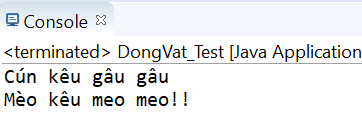 Console
<terminated> DongVat_Test [Java Application
Cún kêu gâu gâu
Mèo kêu meo meo!!